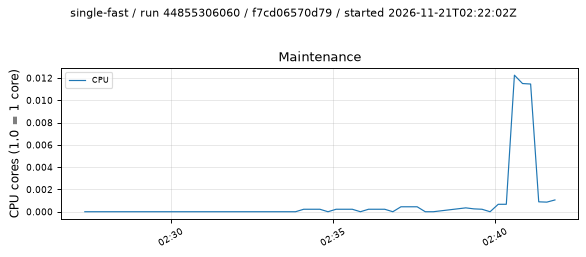 single-fast / run 44855306060 / f7cd06570d79 / started 2026-11-21T02:22:02Z
Maintenance
CPU
CPU cores (1.0 = 1 core)
0.012
0.010
0.008
0.006
0.004
0.002
0.000
02:30
02:35
02:40